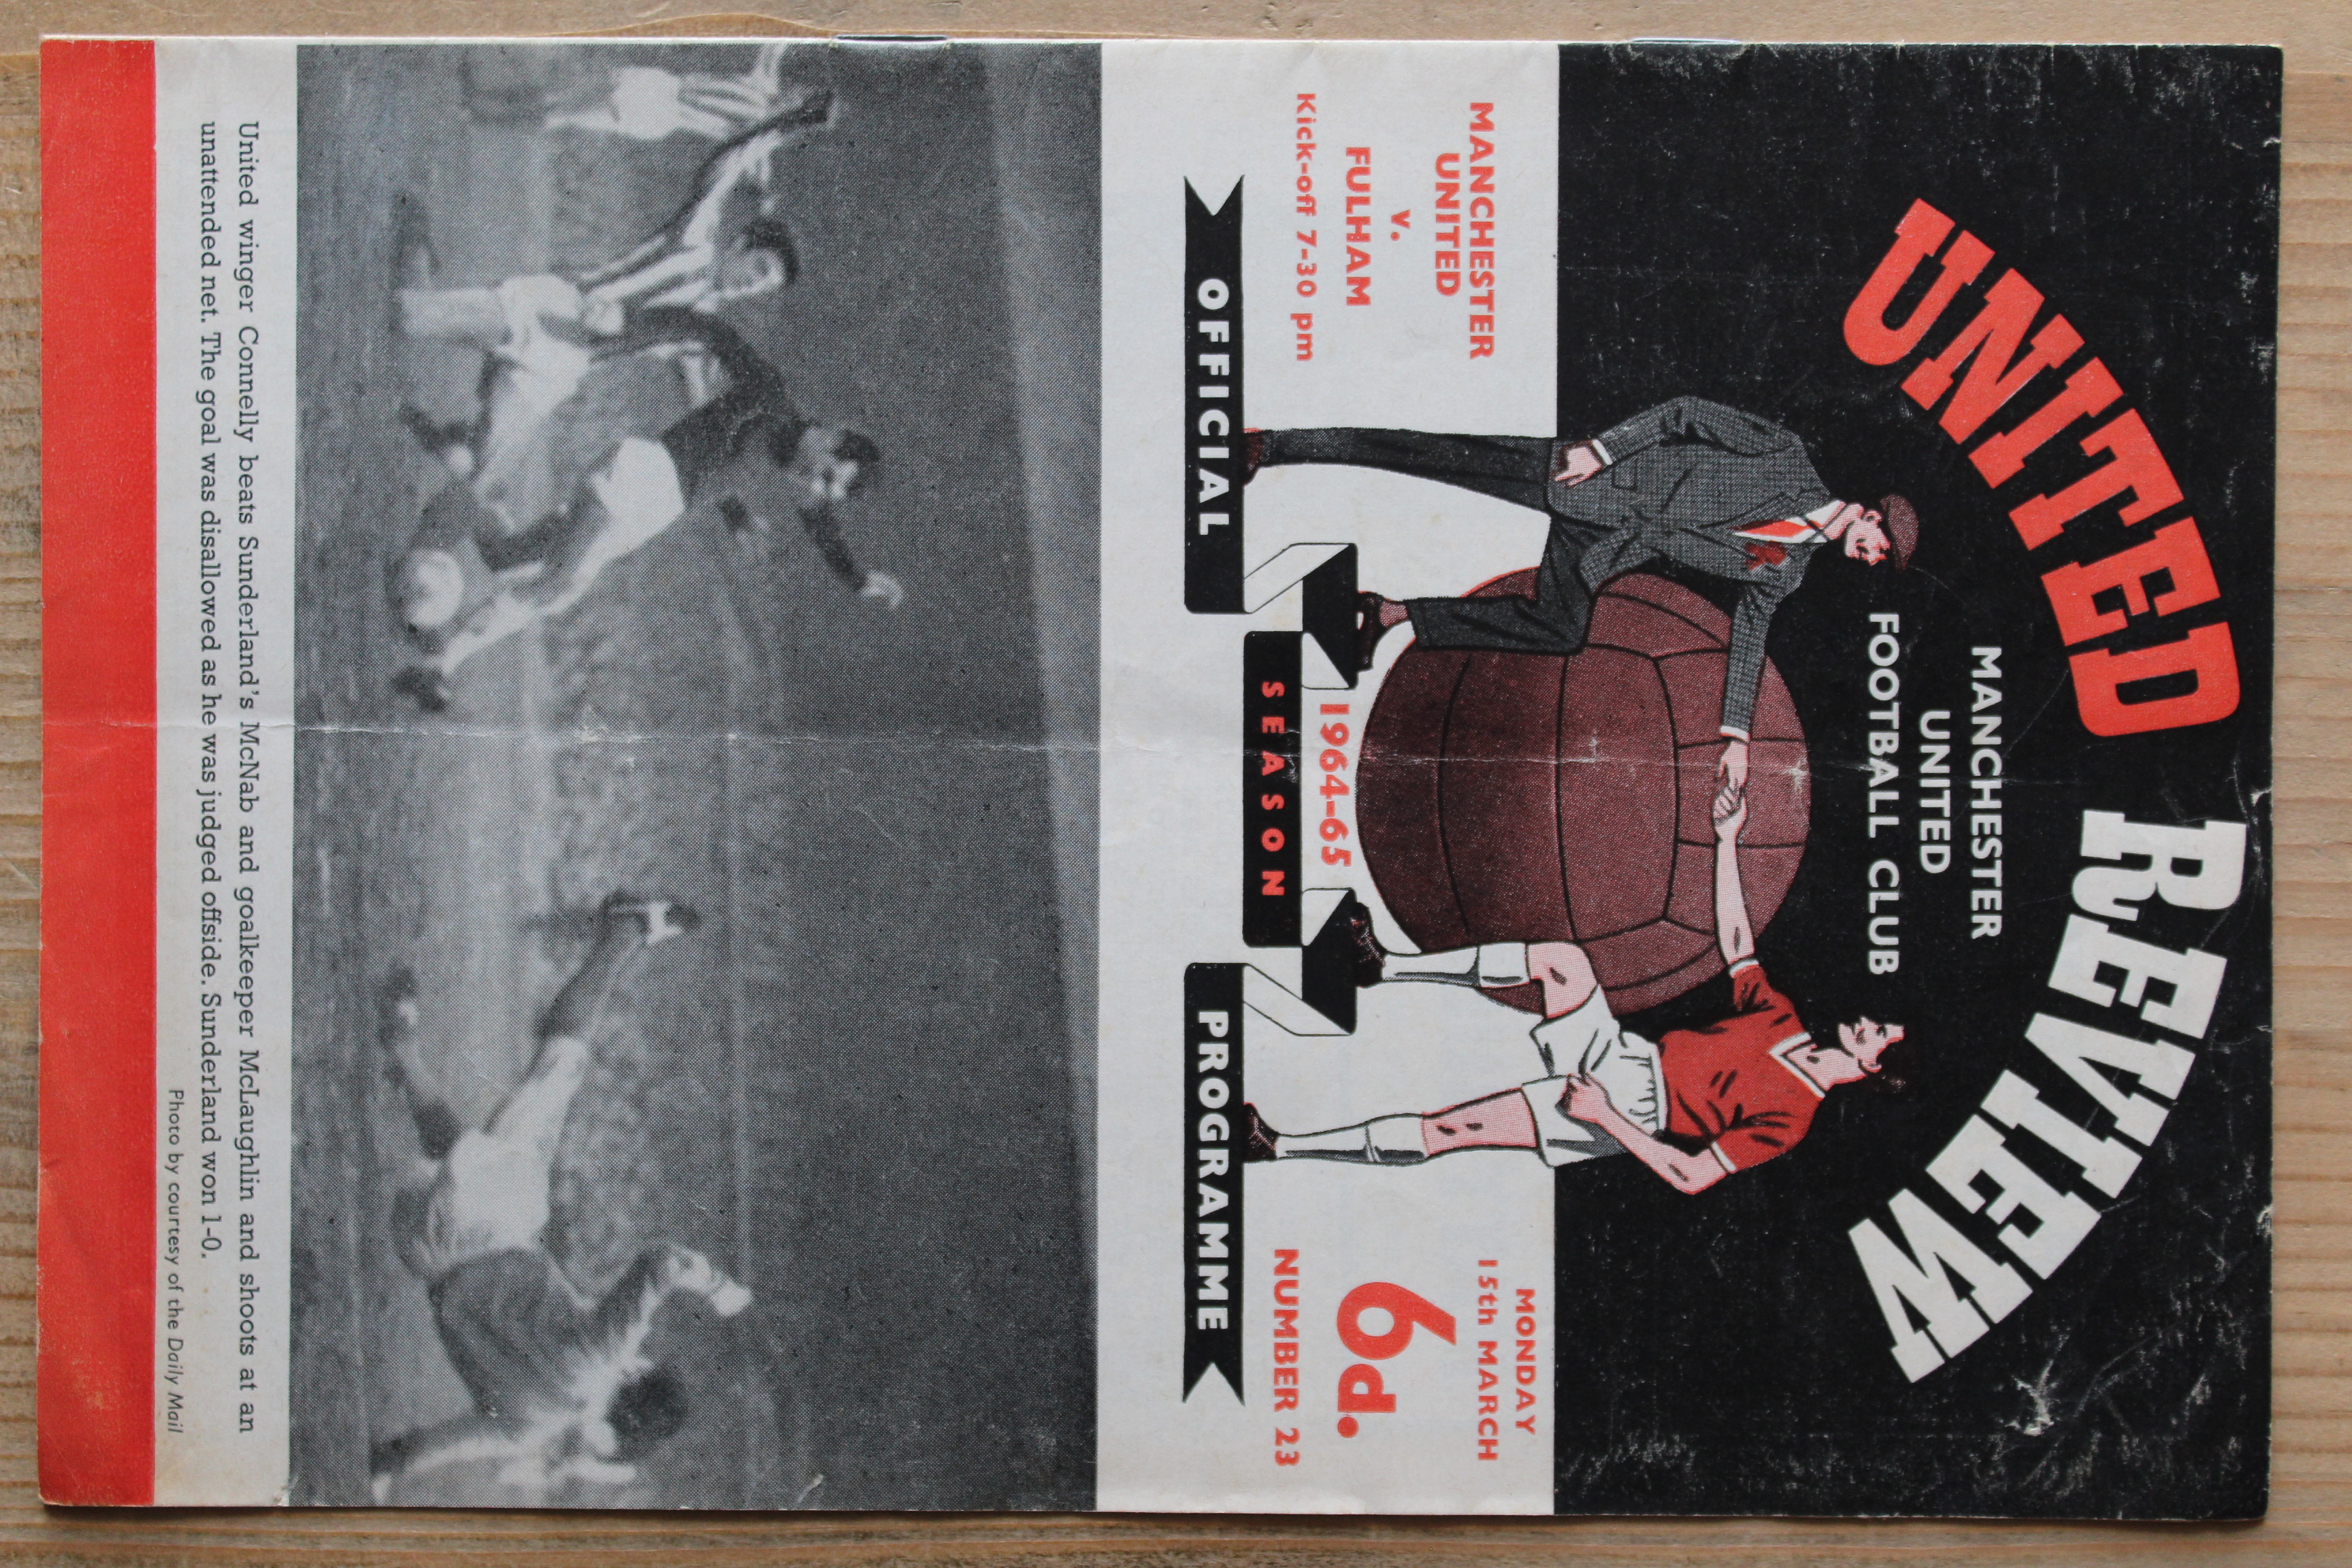 UNITED REVIEW
MANCHESTER
UNITED
FOOTBALL CLUB
MANCHESTER
UNITED
v.
FULHAM
Kick-off 7-30 pm
MONDAY
15th MARCH
6d.
NUMBER 23
1964-65
SEASON
OFFICIAL
PROGRAMME
United winger Connelly beats Sunderland's McNab and goalkeeper McLaughlin and shoots at an
unattended net. The goal was disallowed as he was judged offside. Sunderland won 1-0.
Photo by courtesy of the Daily Mail